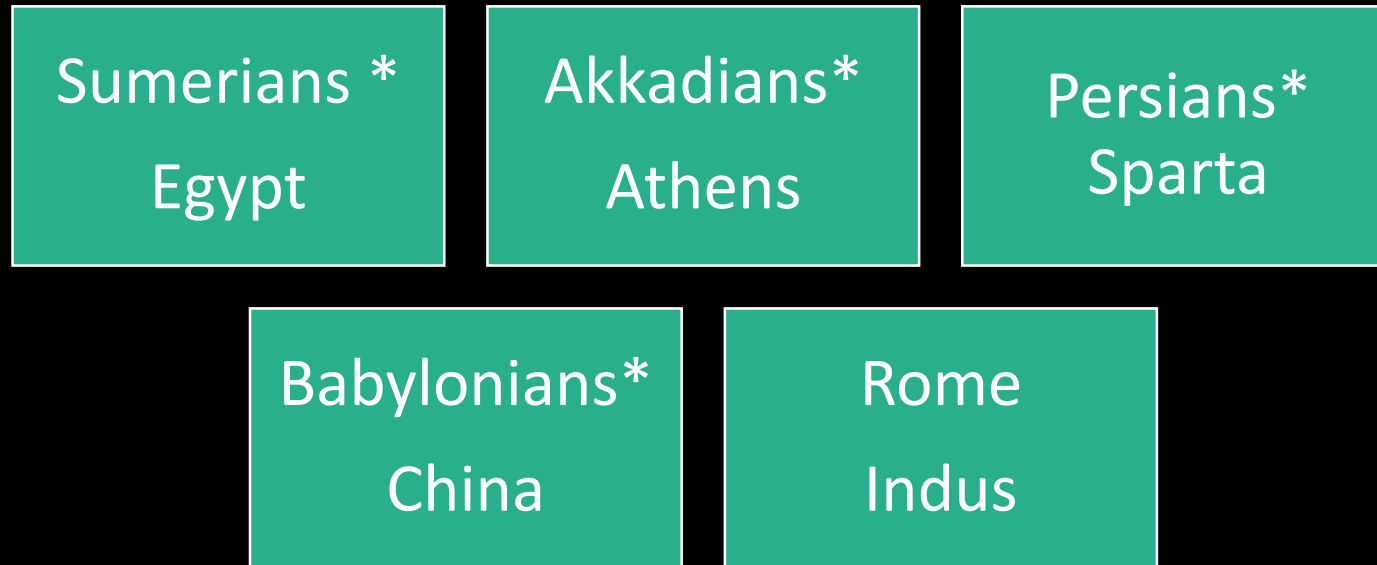 Sumerians *
Egypt
Akkadians*
Athens
Persians*
Sparta
Babylonians*
China
Rome
Indus